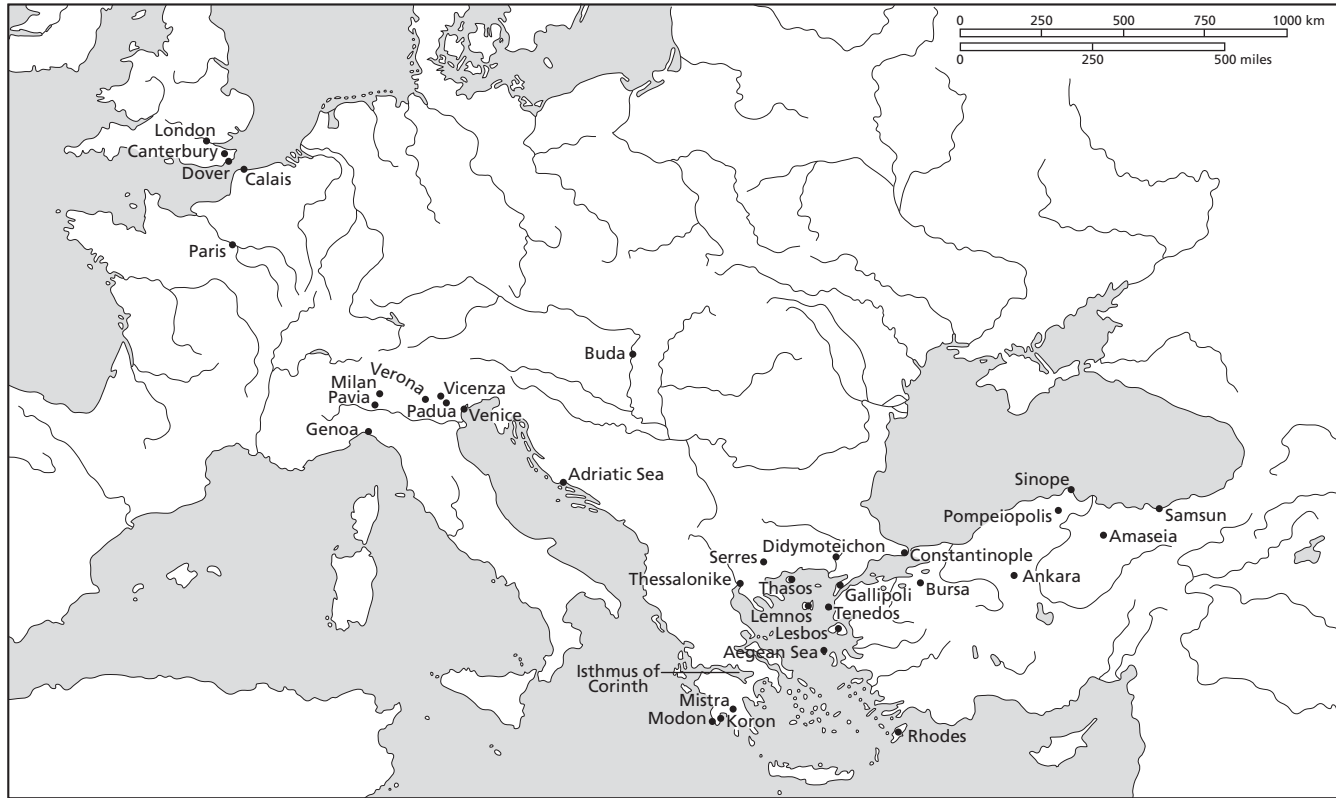 0 250 500 750 1000 km
0 250 500 miles
London
Canterbury
Dover
Calais
Paris
Buda
Verona
Milan
Vicenza
Pavia
Padua
Venice
Genoa
Adriatic Sea
Sinope
Pompeiopolis
Samsun
Amaseia
Didymoteichon
Constantinople
Serres
Thessalonike
Thasos
Gallipoli
Bursa
Ankara
Lemnos
Tenedos
Lesbos
Aegean Sea
Isthmus of
Corinth
Mistra
Modon
Koron
Rhodes